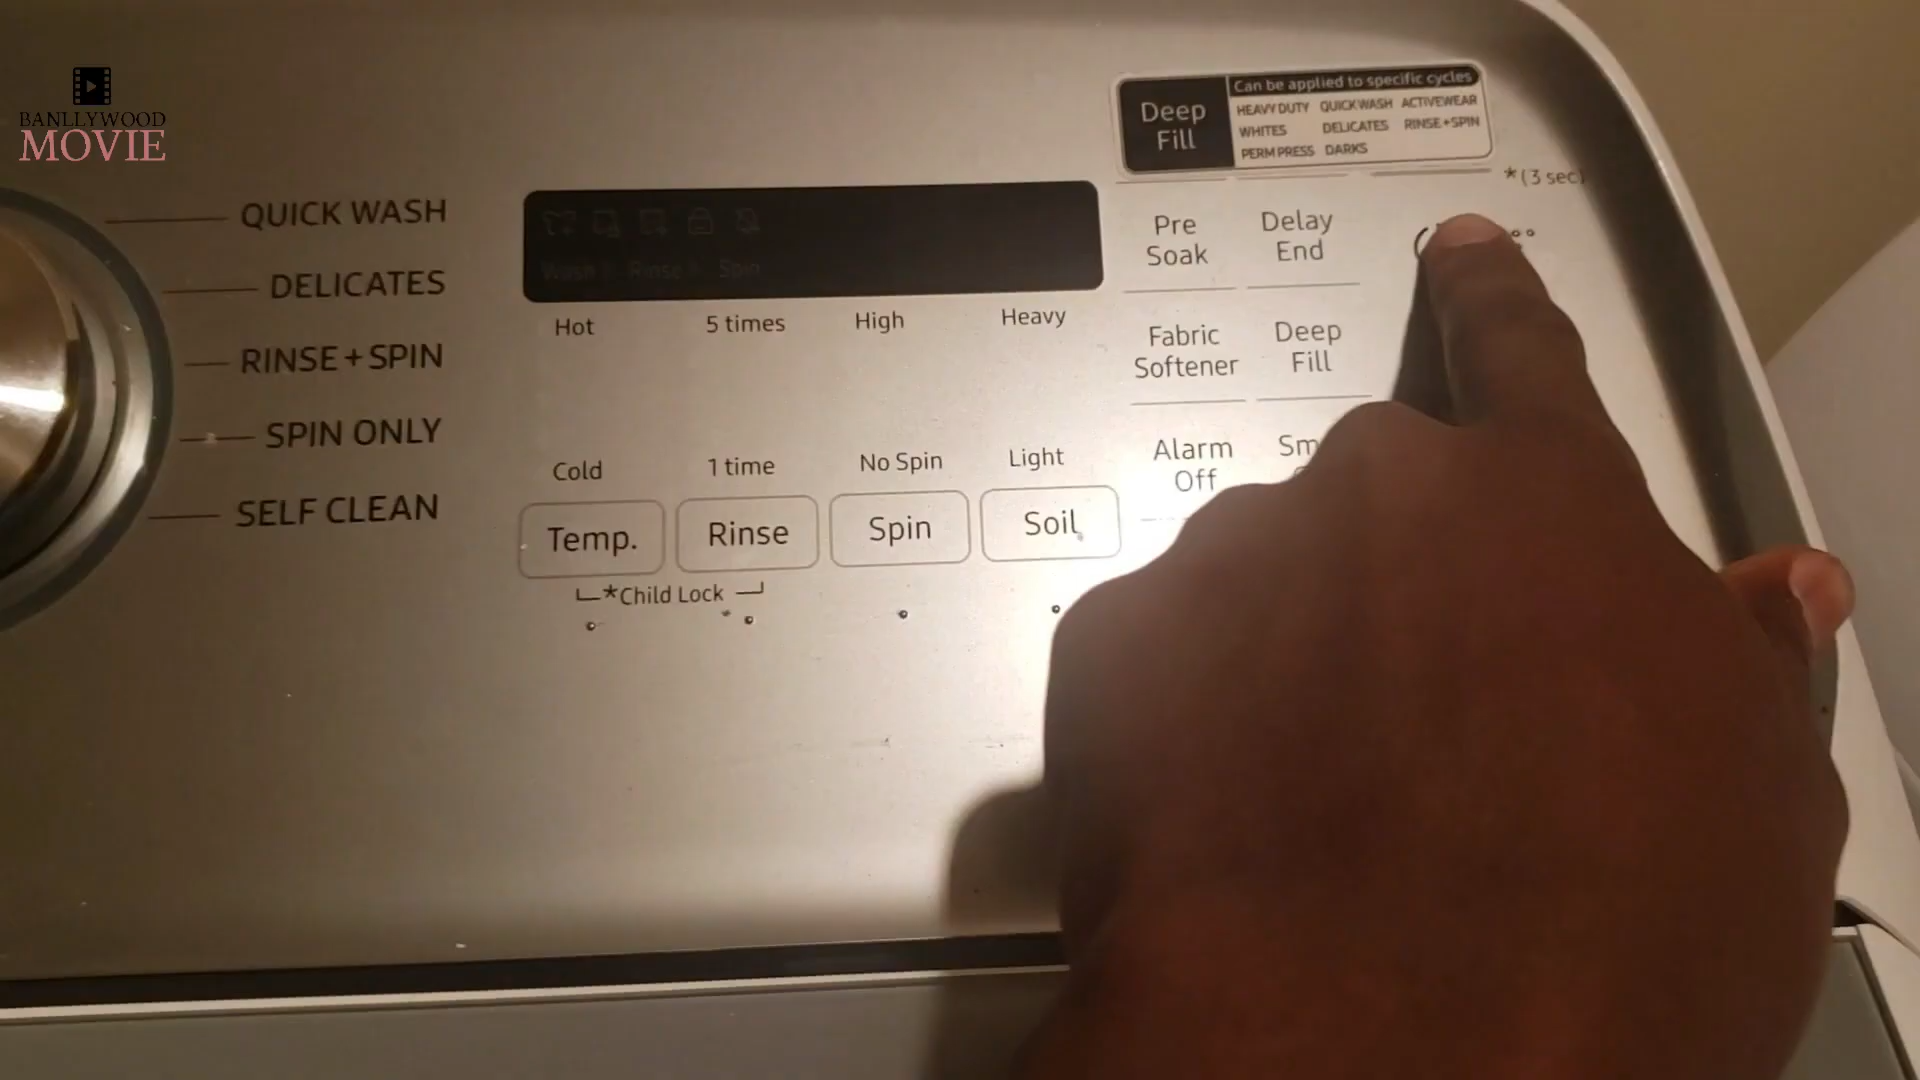 BANLLYWOOD
MOVIE
Deep
Fill
Can be applied to specific cycles
HEAVY DUTY QUICK WASH ACTIVEWEAR
WHITES DELICATES RINSE+SPIN
PERM PRESS DARKS
*(3 sec)
QUICK WASH
DELICATES
RINSE+SPIN
SPIN ONLY
SELF CLEAN
Wash Rinse Spin
Hot 5 times High Heavy
Cold 1 time No Spin Light
Temp. Rinse Spin Soil
*Child Lock
Pre
Soak
Delay
End
Fabric
Softener
Deep
Fill
Alarm
Off